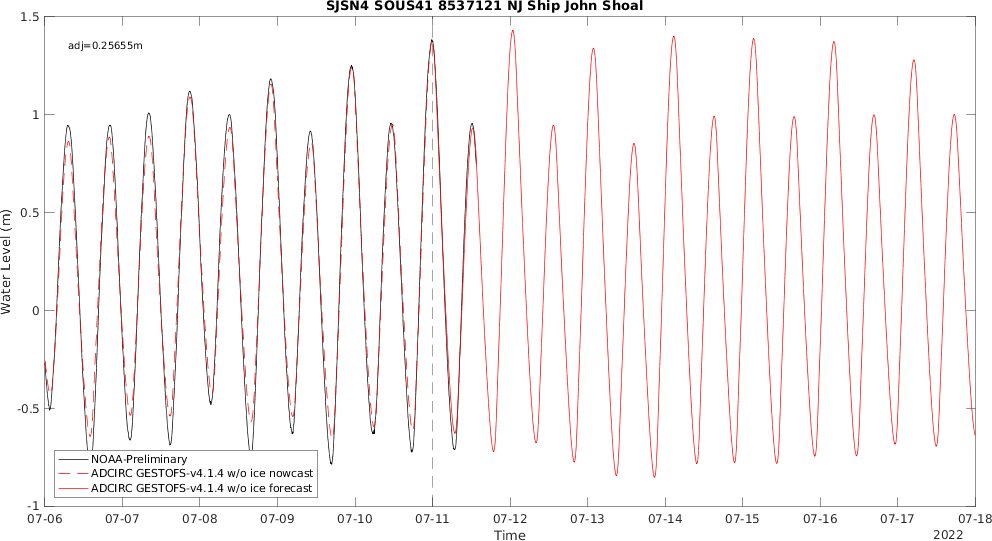 SJSN4 SOUS41 8537121 NJ Ship John Shoal
adj=0.25655m
Water Level (m)
1.5
1
0.5
0
-0.5
-1
NOAA-Preliminary
ADCIRC GESTOFS-v4.1.4 w/o ice nowcast
ADCIRC GESTOFS-v4.1.4 w/o ice forecast
07-06 07-07 07-08 07-09 07-10 07-11 07-12 07-13 07-14 07-15 07-16 07-17 07-18
Time
2022